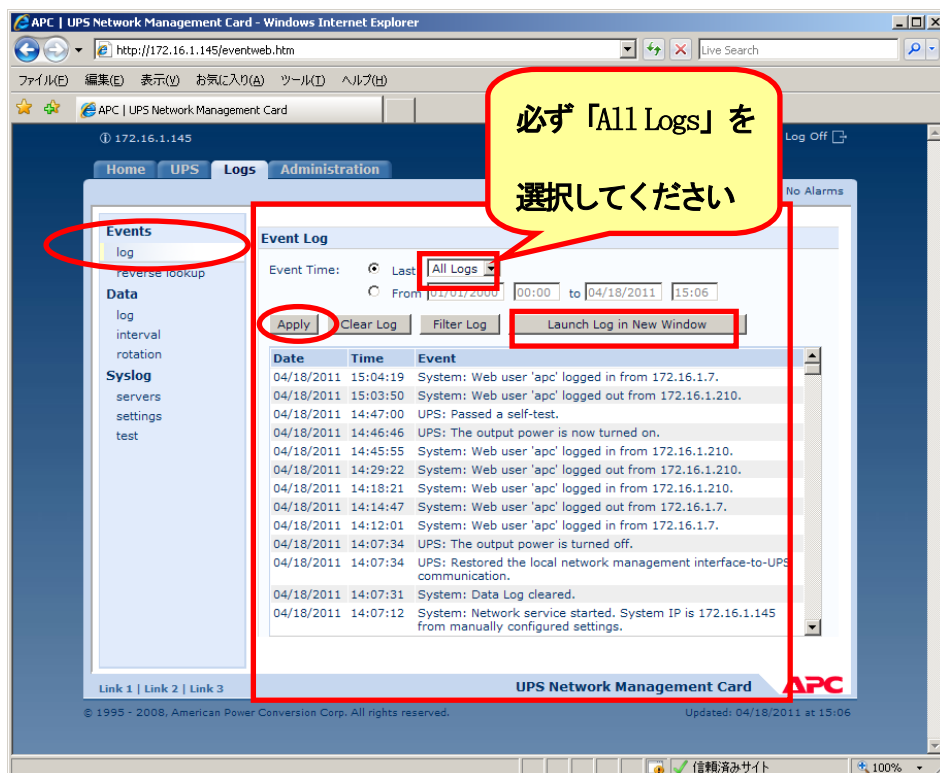 APC | UPS Network Management Card - Windows Internet Explorer
http://172.16.1.145/eventweb.htm
Live Search
ファイル(F) 編集(E) 表示(V) お気に入り(A) ツール(T) ヘルプ(H)
APC | UPS Network Management Card
必ず「All Logs」を
選択してください
172.16.1.145
Log Off
Home UPS Logs Administration
No Alarms
Events
log
reverse lookup
Data
log
interval
rotation
Syslog
servers
settings
test
Event Log
Event Time: Last All Logs
From 01/01/2000 00:00 to 04/18/2011 15:06
Apply Clear Log Filter Log Launch Log in New Window
Date Time Event
04/18/2011 15:04:19 System: Web user 'apc' logged in from 172.16.1.7.
04/18/2011 15:03:50 System: Web user 'apc' logged out from 172.16.1.210.
04/18/2011 14:47:00 UPS: Passed a self-test.
04/18/2011 14:46:46 UPS: The output power is now turned on.
04/18/2011 14:45:55 System: Web user 'apc' logged in from 172.16.1.210.
04/18/2011 14:29:22 System: Web user 'apc' logged out from 172.16.1.210.
04/18/2011 14:18:21 System: Web user 'apc' logged in from 172.16.1.210.
04/18/2011 14:14:47 System: Web user 'apc' logged out from 172.16.1.7.
04/18/2011 14:12:01 System: Web user 'apc' logged in from 172.16.1.7.
04/18/2011 14:07:34 UPS: The output power is turned off.
04/18/2011 14:07:34 UPS: Restored the local network management interface-to-UPS
communication.
04/18/2011 14:07:31 System: Data Log cleared.
04/18/2011 14:07:12 System: Network service started. System IP is 172.16.1.145
from manually configured settings.
Link 1 | Link 2 | Link 3
UPS Network Management Card
APC
© 1995 - 2008, American Power Conversion Corp. All rights reserved.
Updated: 04/18/2011 at 15:06
信頼済みサイト
100%